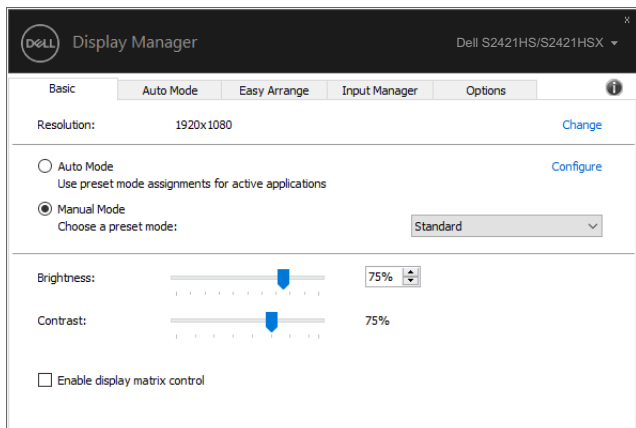 x
DELL Display Manager Dell S2421HS/S2421HSX
Basic Auto Mode Easy Arrange Input Manager Options i
Resolution: 1920x1080 Change
Auto Mode Configure
Use preset mode assignments for active applications
Manual Mode
Choose a preset mode: Standard
Brightness: 75%
Contrast: 75%
Enable display matrix control